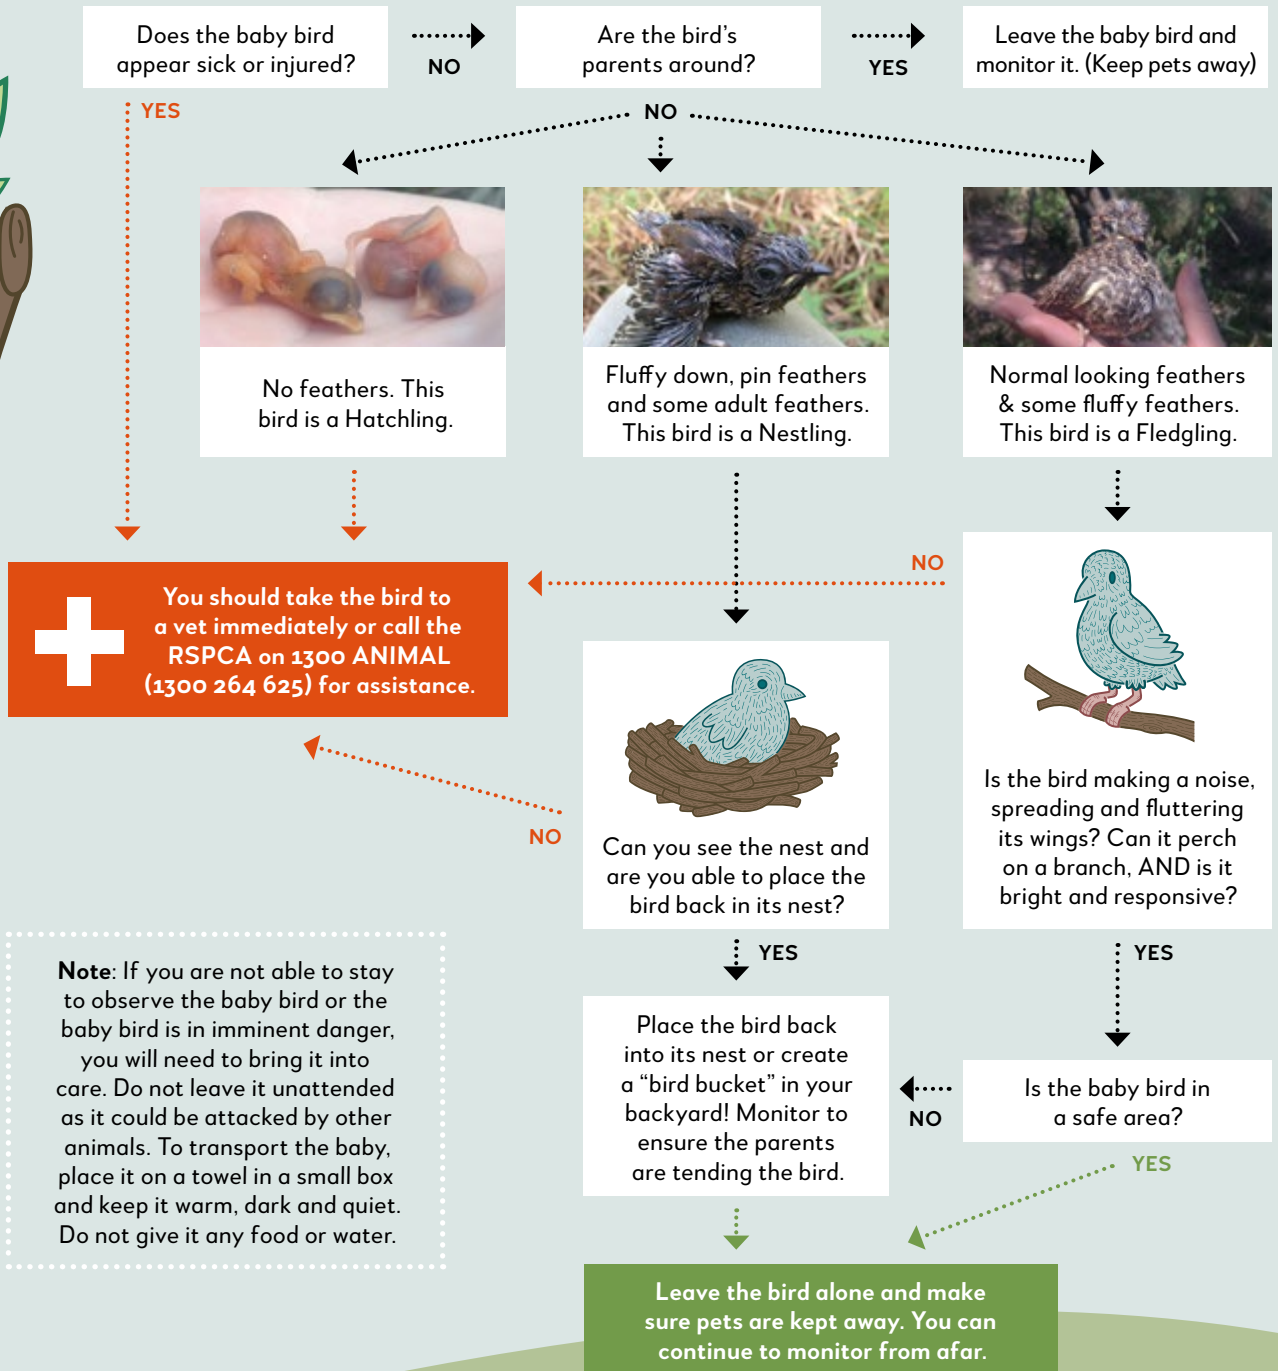 Does the baby bird
appear sick or injured?
NO
Are the bird's
parents around?
YES
Leave the baby bird and
monitor it. (Keep pets away)
YES
NO
No feathers. This
bird is a Hatchling.
Fluffy down, pin feathers
and some adult feathers.
This bird is a Nestling.
Normal looking feathers
& some fluffy feathers.
This bird is a Fledgling.
NO
You should take the bird to
a vet immediately or call the
RSPCA on 1300 ANIMAL
(1300 264 625) for assistance.
Is the bird making a noise,
spreading and fluttering
its wings? Can it perch
on a branch, AND is it
bright and responsive?
NO
Can you see the nest and
are you able to place the
bird back in its nest?
YES
YES
Note: If you are not able to stay
to observe the baby bird or the
baby bird is in imminent danger,
you will need to bring it into
care. Do not leave it unattended
as it could be attacked by other
animals. To transport the baby,
place it on a towel in a small box
and keep it warm, dark and quiet.
Do not give it any food or water.
Place the bird back
into its nest or create
a “bird bucket” in your
backyard! Monitor to
ensure the parents
are tending the bird.
NO
Is the baby bird in
a safe area?
YES
Leave the bird alone and make
sure pets are kept away. You can
continue to monitor from afar.